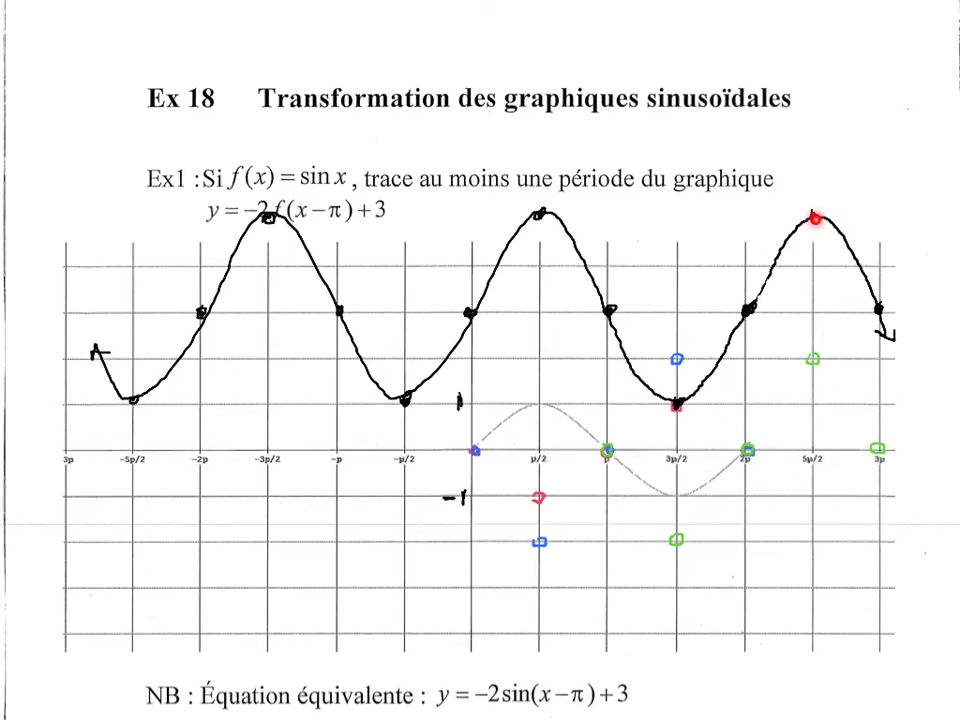 Ex 18 Transformation des graphiques sinusoïdales
Ex1 : Si f(x) = sin x, trace au moins une période du graphique
y = -2f(x-π)+3
1
3p -5p/2 -2p -3p/2 -p -p/2 p/2 p 3p/2 2p 5p/2 3p
-1
NB : Équation équivalente : y = -2sin(x-π)+3